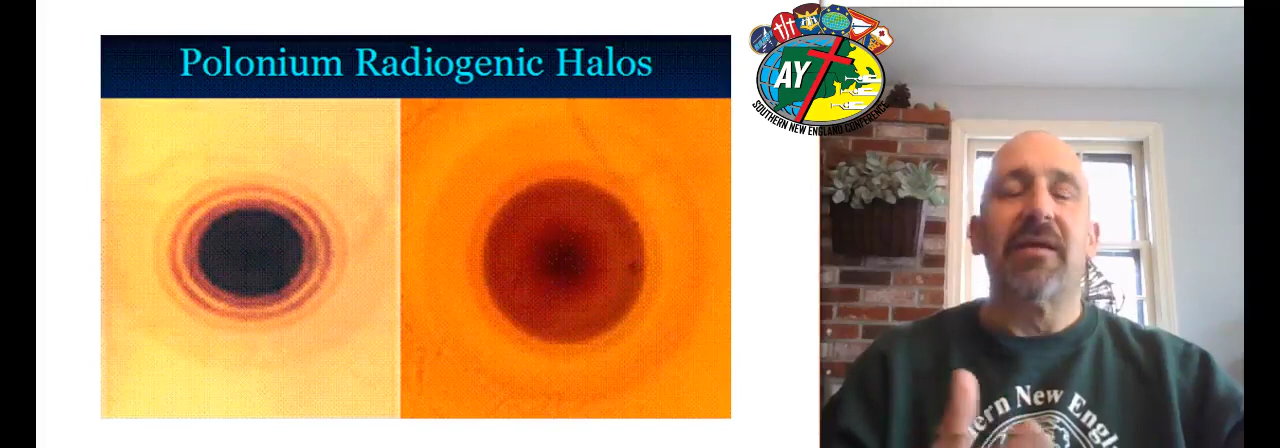 Polonium Radiogenic Halos
AY
SOUTHERN NEW ENGLAND CONFERENCE
ern New Engl